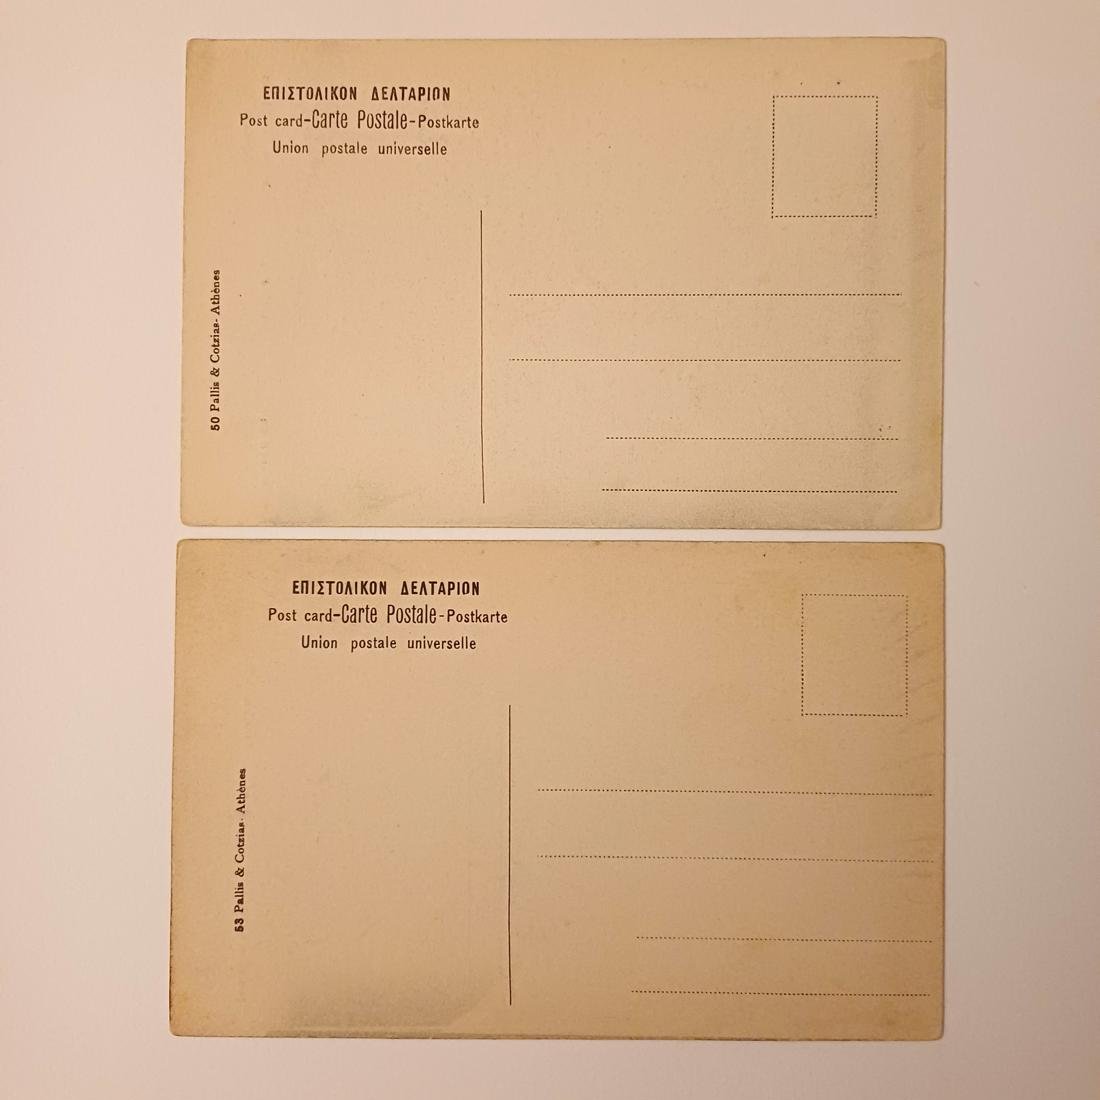 ΕΠΙΣΤΟΛΙΚΟΝ ΔΕΛΤΑΡΙΟΝ
Post card-Carte Postale-Postkarte
Union postale universelle
50 Pallis & Cotzias- Athènes
ΕΠΙΣΤΟΛΙΚΟΝ ΔΕΛΤΑΡΙΟΝ
Post card-Carte Postale-Postkarte
Union postale universelle
53 Pallis & Cotzias- Athènes